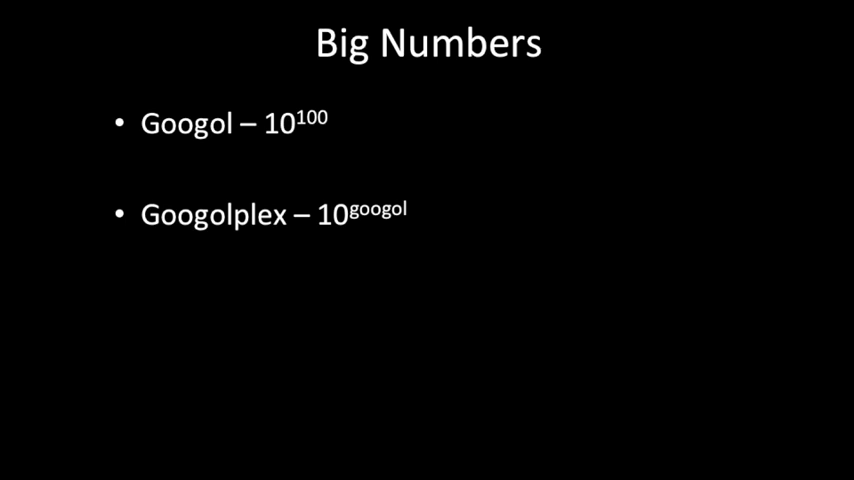 Big Numbers
• Googol – 10¹⁰⁰
• Googolplex – 10ᵍᵒᵒᵍᵒˡ